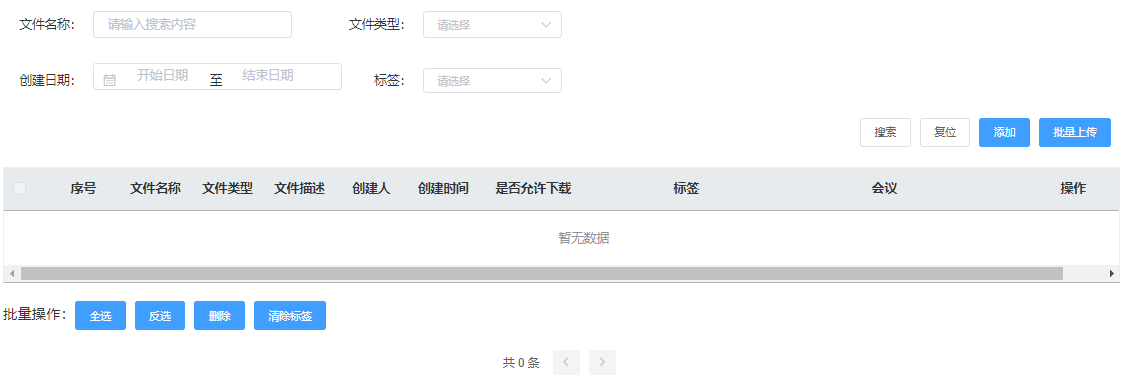 文件名称： 请输入搜索内容 文件类型： 请选择
创建日期： 开始日期 至 结束日期 标签： 请选择
搜索 复位 添加 批量上传
序号 文件名称 文件类型 文件描述 创建人 创建时间 是否允许下载 标签 会议 操作
暂无数据
批量操作： 全选 反选 删除 清除标签
共 0 条